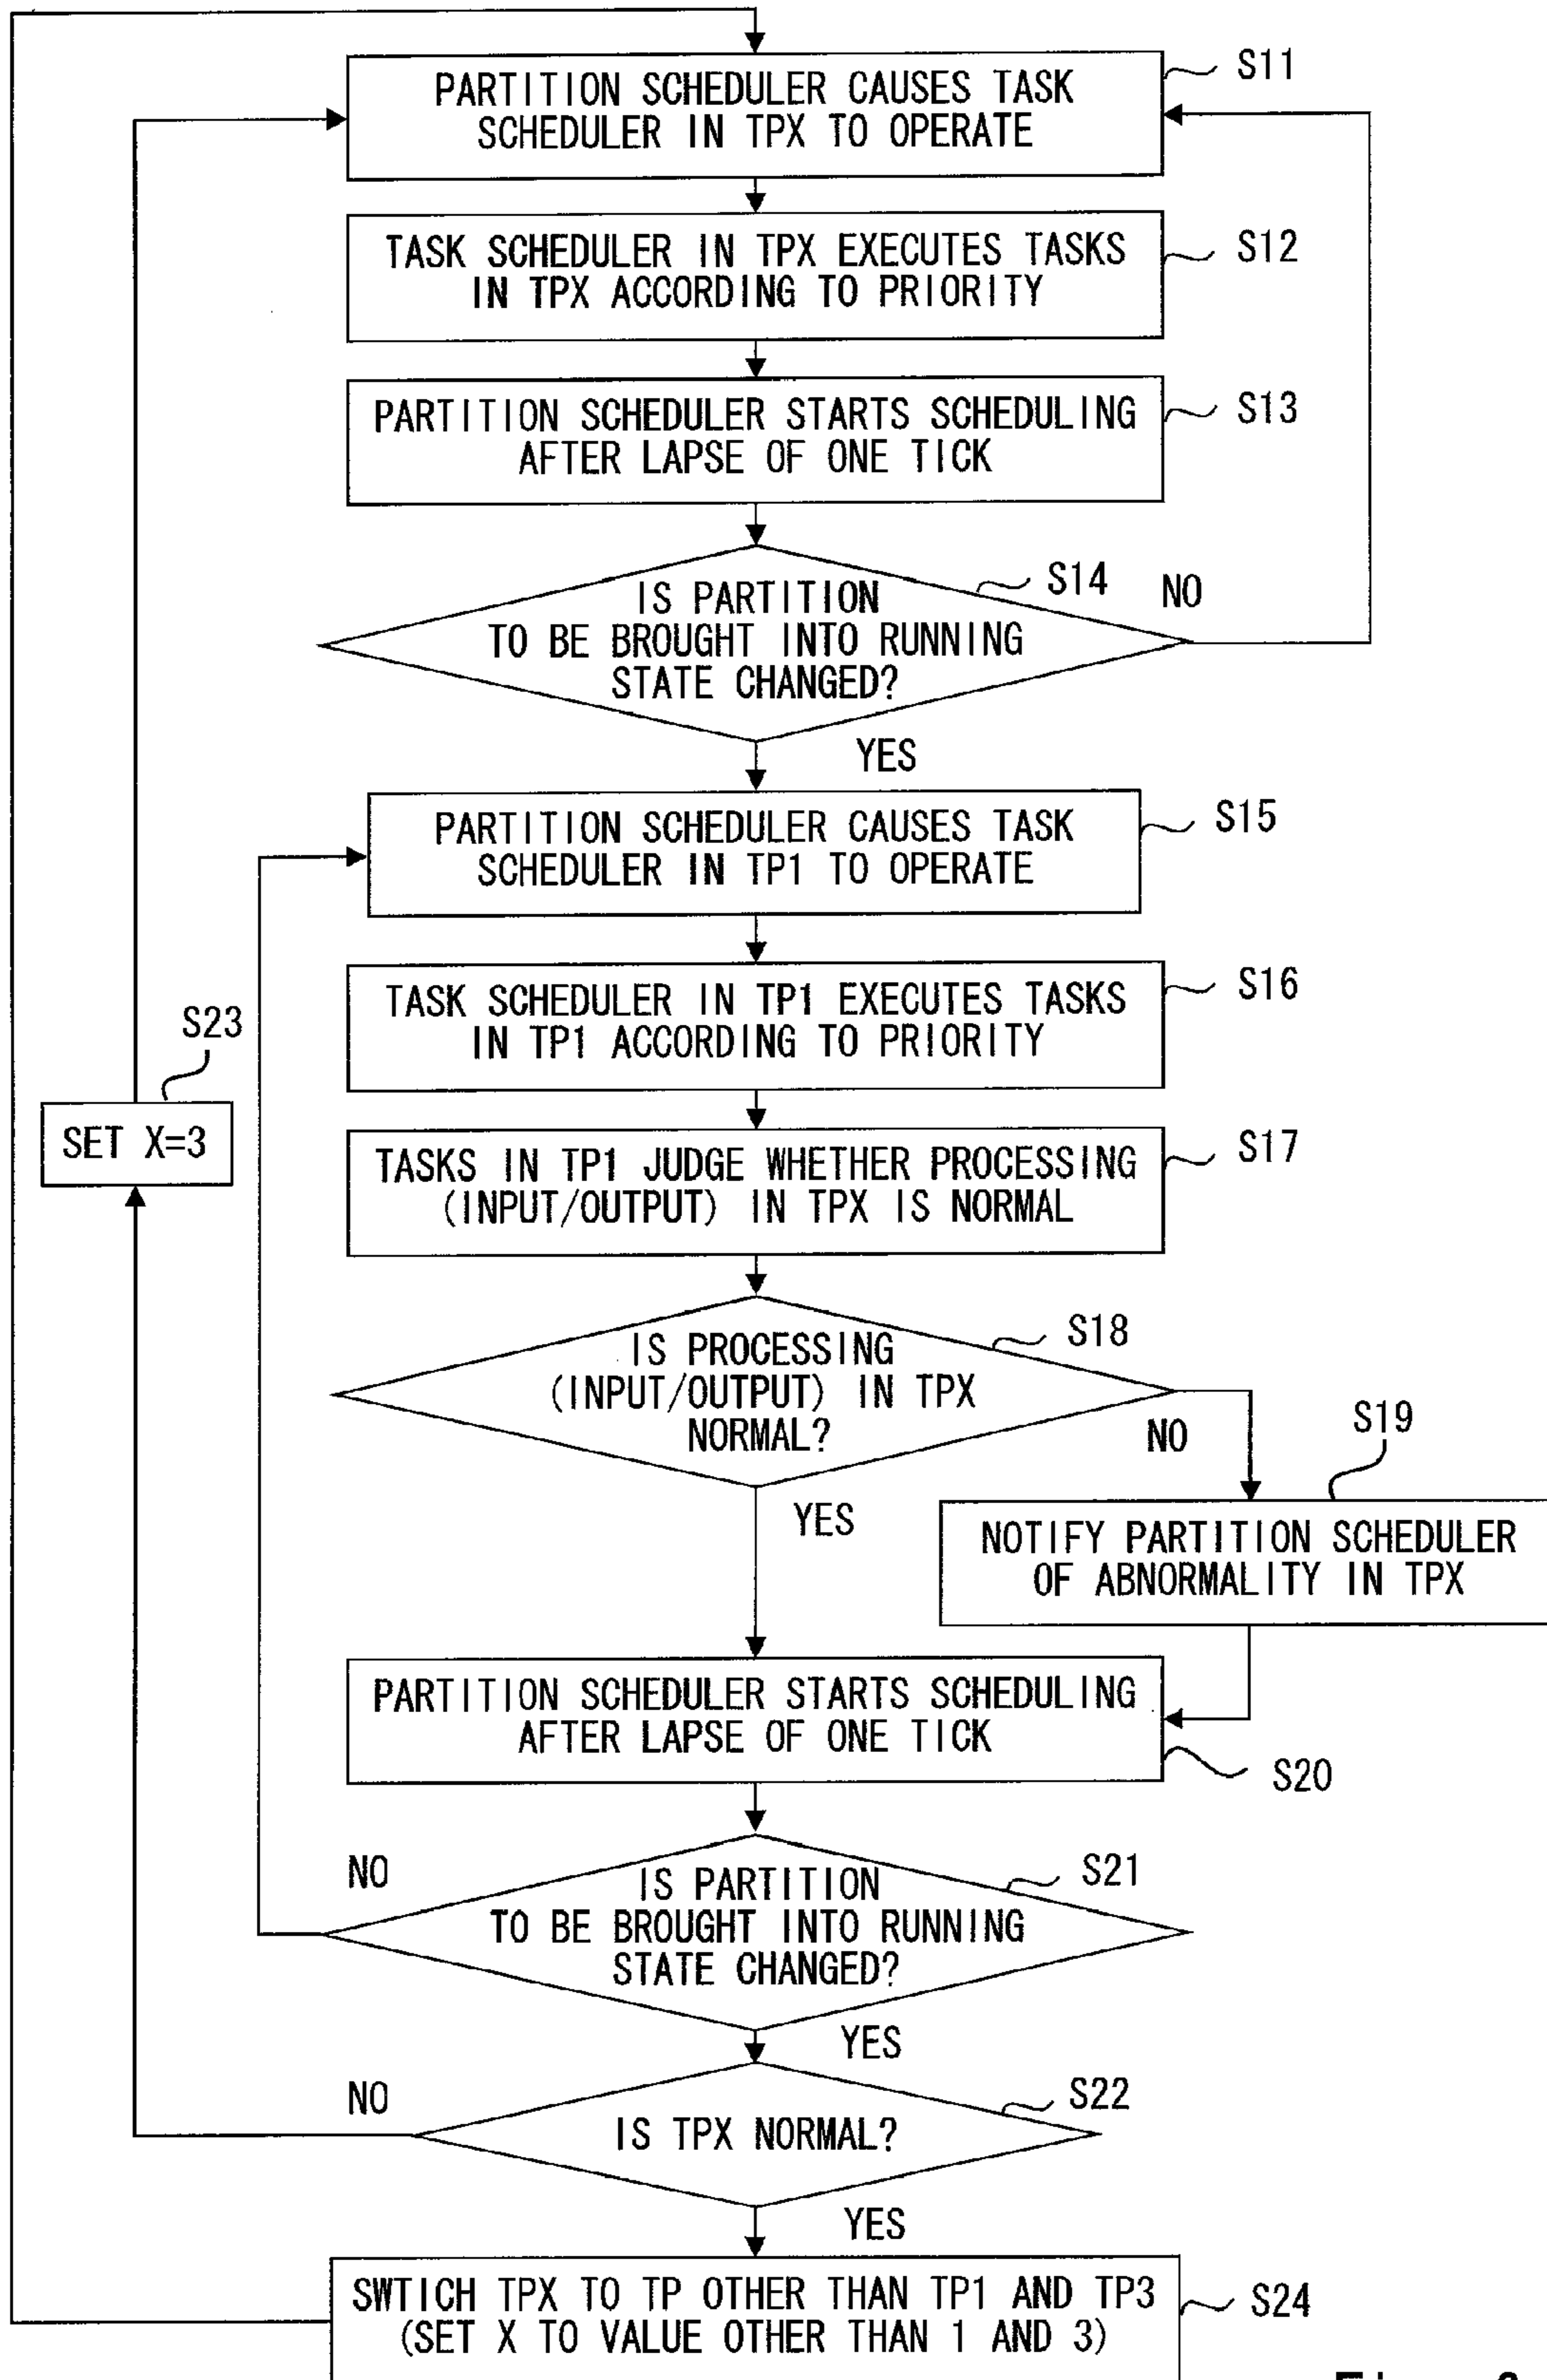 PARTITION SCHEDULER CAUSES TASK
SCHEDULER IN TPX TO OPERATE
S11
TASK SCHEDULER IN TPX EXECUTES TASKS
IN TPX ACCORDING TO PRIORITY
S12
PARTITION SCHEDULER STARTS SCHEDULING
AFTER LAPSE OF ONE TICK
S13
IS PARTITION
TO BE BROUGHT INTO RUNNING
STATE CHANGED?
S14
NO
YES
PARTITION SCHEDULER CAUSES TASK
SCHEDULER IN TP1 TO OPERATE
S15
TASK SCHEDULER IN TP1 EXECUTES TASKS
IN TP1 ACCORDING TO PRIORITY
S16
S23
SET X=3
TASKS IN TP1 JUDGE WHETHER PROCESSING
(INPUT/OUTPUT) IN TPX IS NORMAL
S17
IS PROCESSING
(INPUT/OUTPUT) IN TPX
NORMAL?
S18
NO
YES
S19
NOTIFY PARTITION SCHEDULER
OF ABNORMALITY IN TPX
PARTITION SCHEDULER STARTS SCHEDULING
AFTER LAPSE OF ONE TICK
S20
IS PARTITION
TO BE BROUGHT INTO RUNNING
STATE CHANGED?
S21
NO
YES
IS TPX NORMAL?
S22
NO
YES
SWTICH TPX TO TP OTHER THAN TP1 AND TP3
(SET X TO VALUE OTHER THAN 1 AND 3)
S24